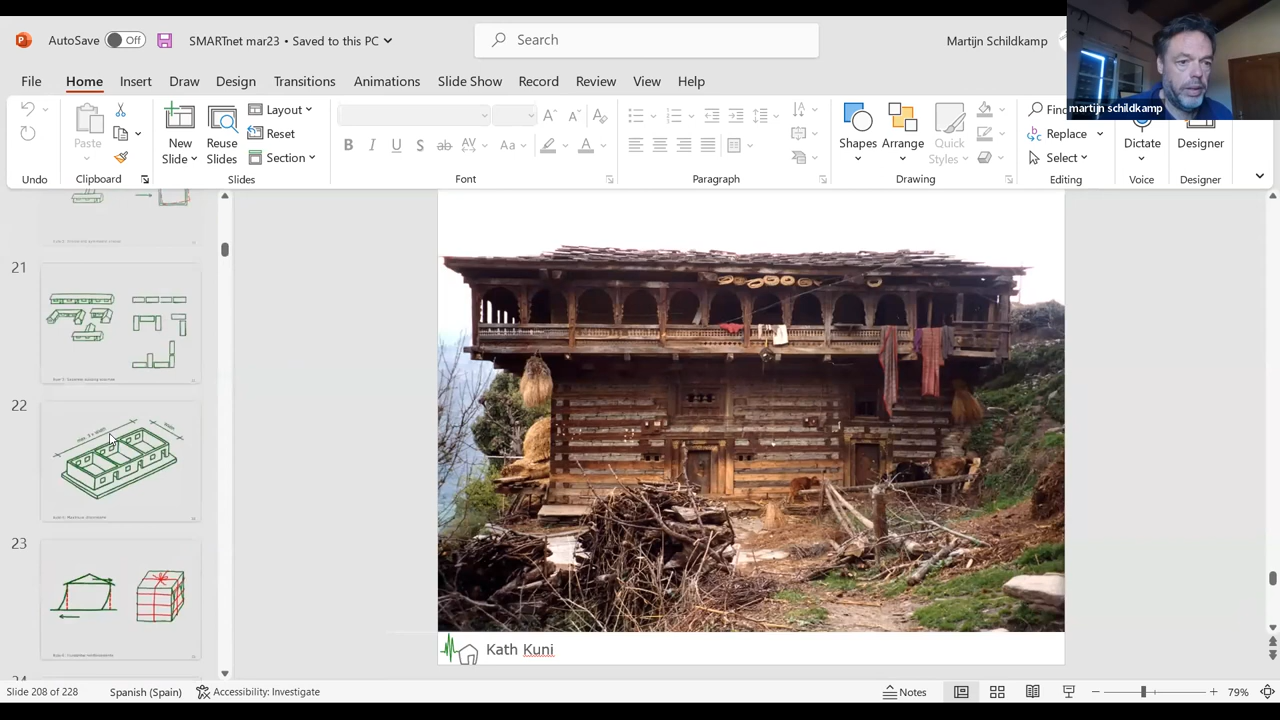 AutoSave Off SMARTnet mar23 • Saved to this PC Search Martijn Schildkamp
martijn schildkamp
File Home Insert Draw Design Transitions Animations Slide Show Record Review View Help
Paste
New
Slide
Reuse
Slides
Layout
Reset
Section
B I U S ab AV Aa A
Shapes
Arrange
Quick
Styles
Find
Replace
Select
Dictate
Designer
Undo Clipboard Slides Font Paragraph Drawing Editing Voice Designer
21
22
23
Kath Kuni
Slide 208 of 228 Spanish (Spain) Accessibility: Investigate Notes 79%